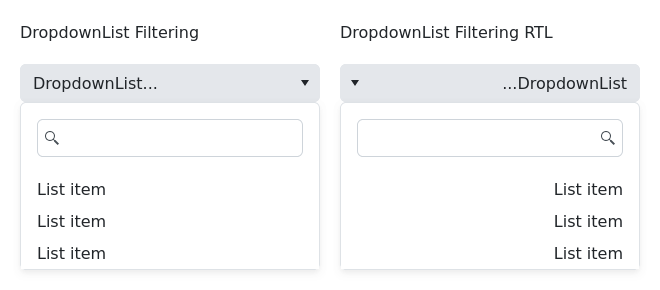 DropdownList Filtering
DropdownList...
List item
List item
List item
DropdownList Filtering RTL
...DropdownList
List item
List item
List item